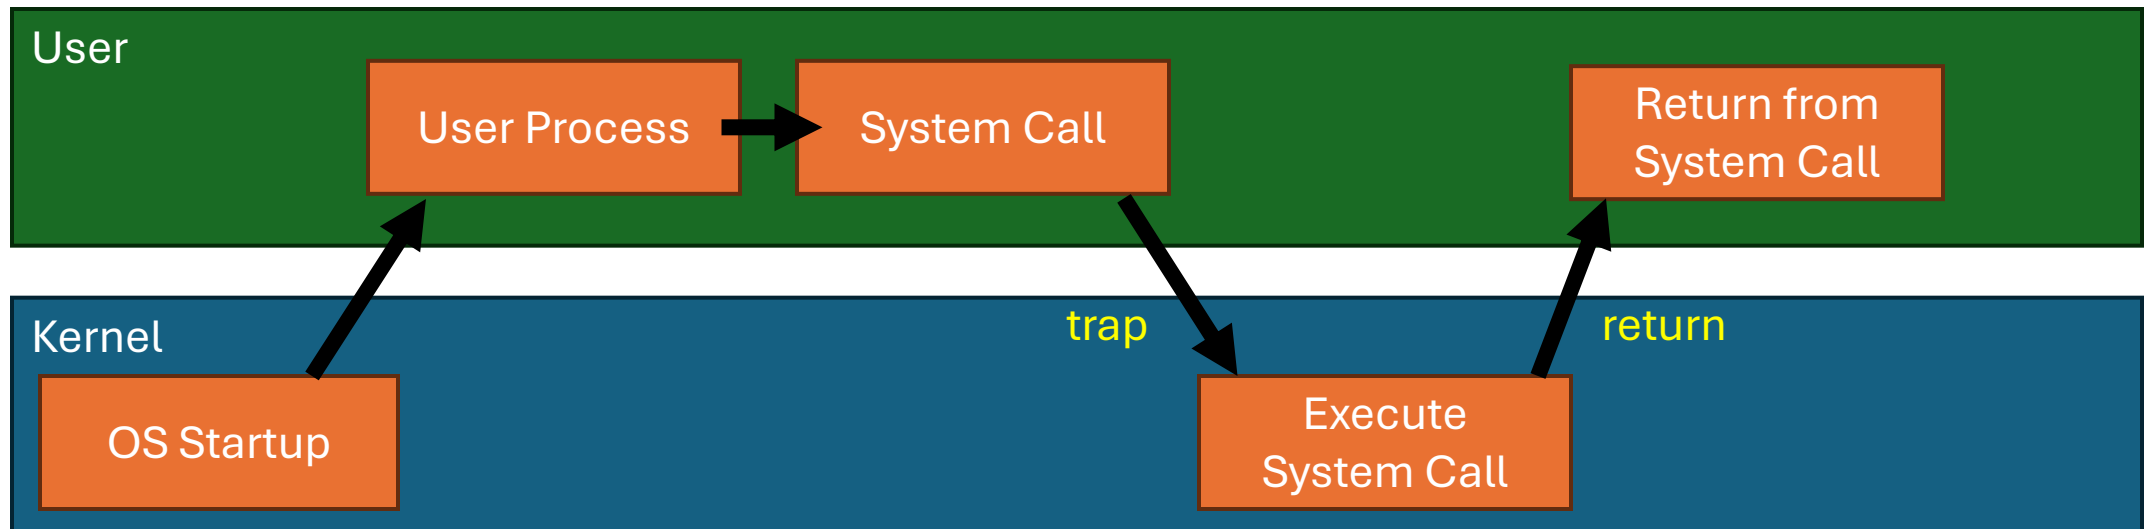 User
User Process
System Call
Return from
System Call
Kernel
trap
return
OS Startup
Execute
System Call